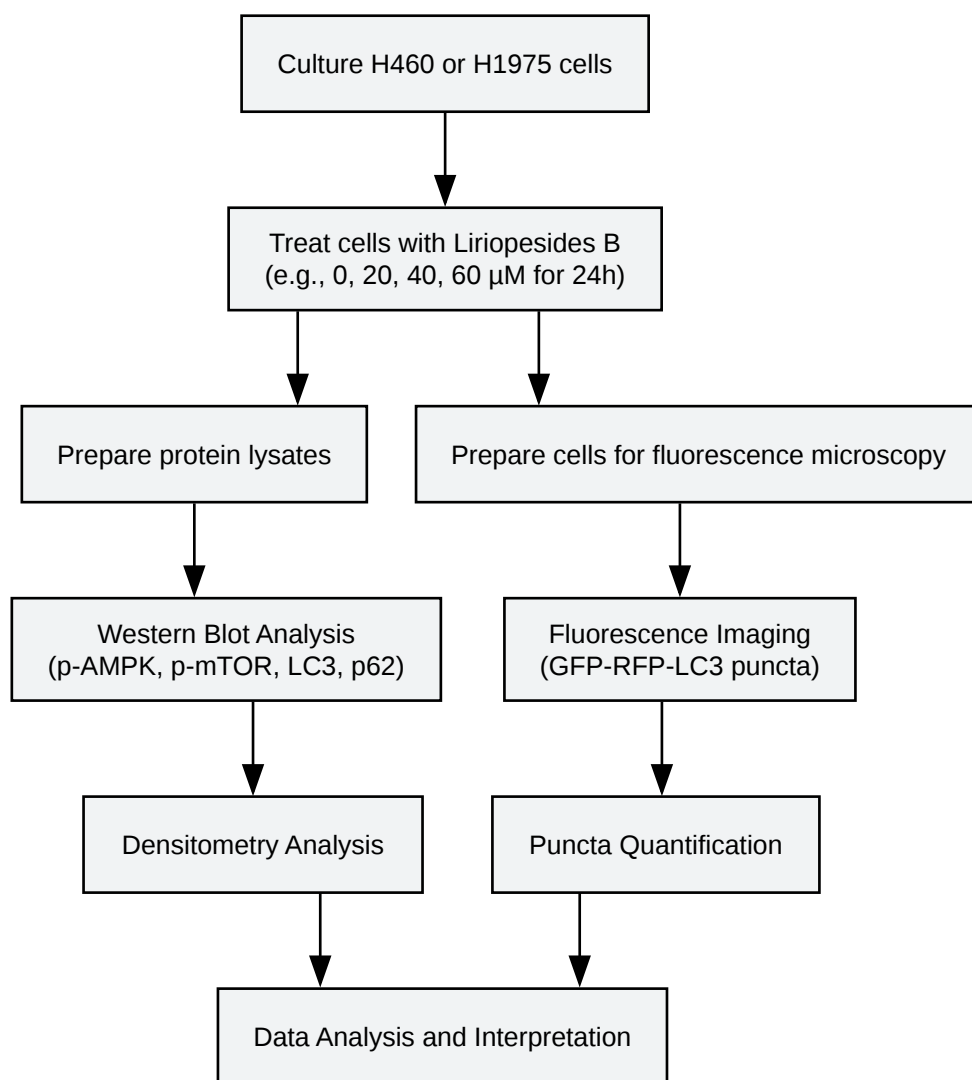 Culture H460 or H1975 cells
Treat cells with Liriopesides B
(e.g., 0, 20, 40, 60 µM for 24h)
Prepare protein lysates
Prepare cells for fluorescence microscopy
Western Blot Analysis
(p-AMPK, p-mTOR, LC3, p62)
Fluorescence Imaging
(GFP-RFP-LC3 puncta)
Densitometry Analysis
Puncta Quantification
Data Analysis and Interpretation